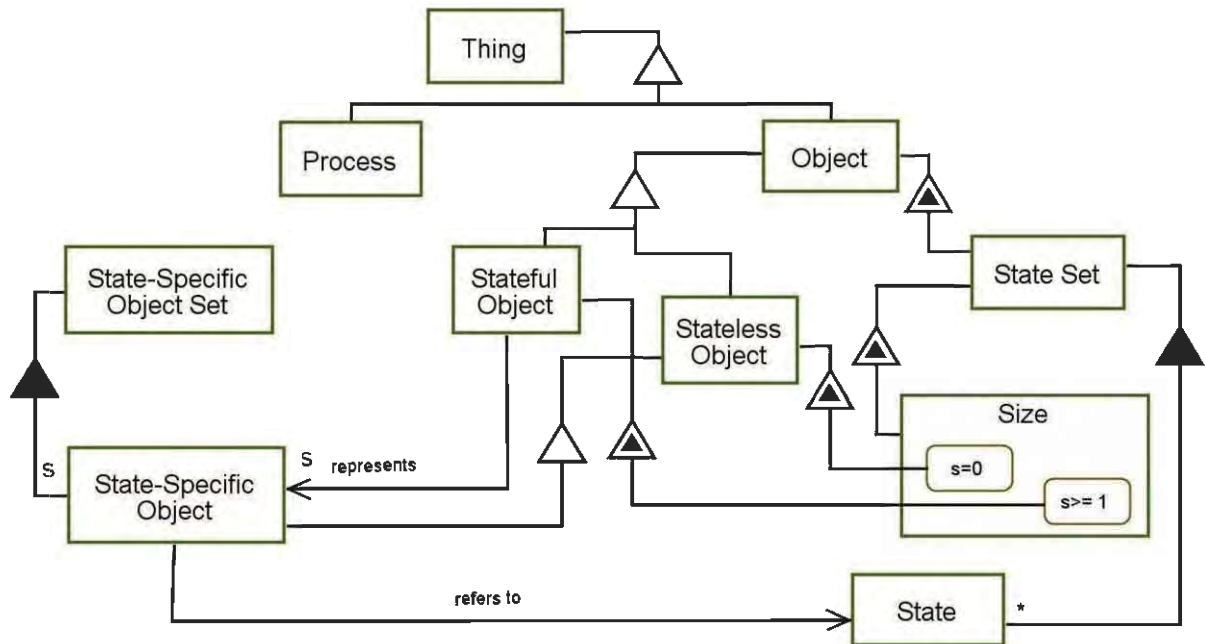 Thing
Process
Object
State-Specific
Object Set
Stateful
Object
Stateless
Object
State Set
Size
s=0
s>= 1
S
S
represents
State-Specific
Object
refers to
State
*